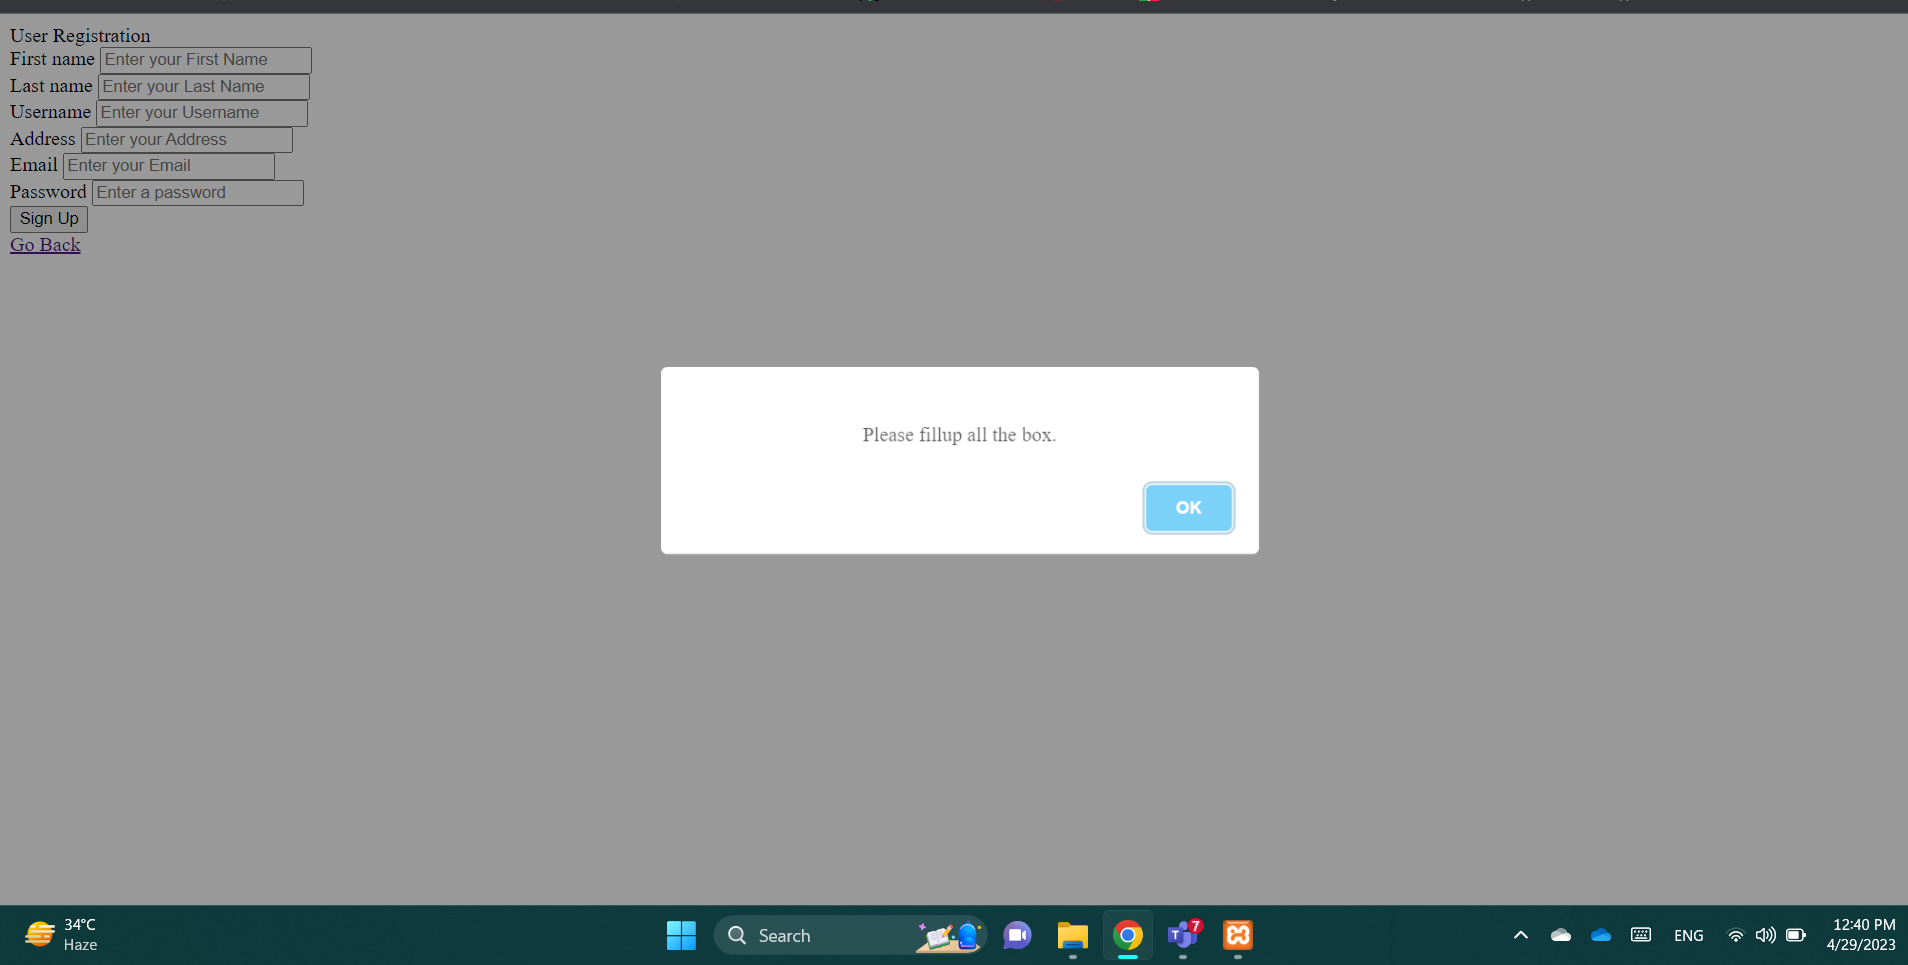 User Registration
First name Enter your First Name
Last name Enter your Last Name
Username Enter your Username
Address Enter your Address
Email Enter your Email
Password Enter a password
Sign Up
Go Back
Please fillup all the box.
OK
34°C
Haze
Search
T
7
ENG
12:40 PM
4/29/2023